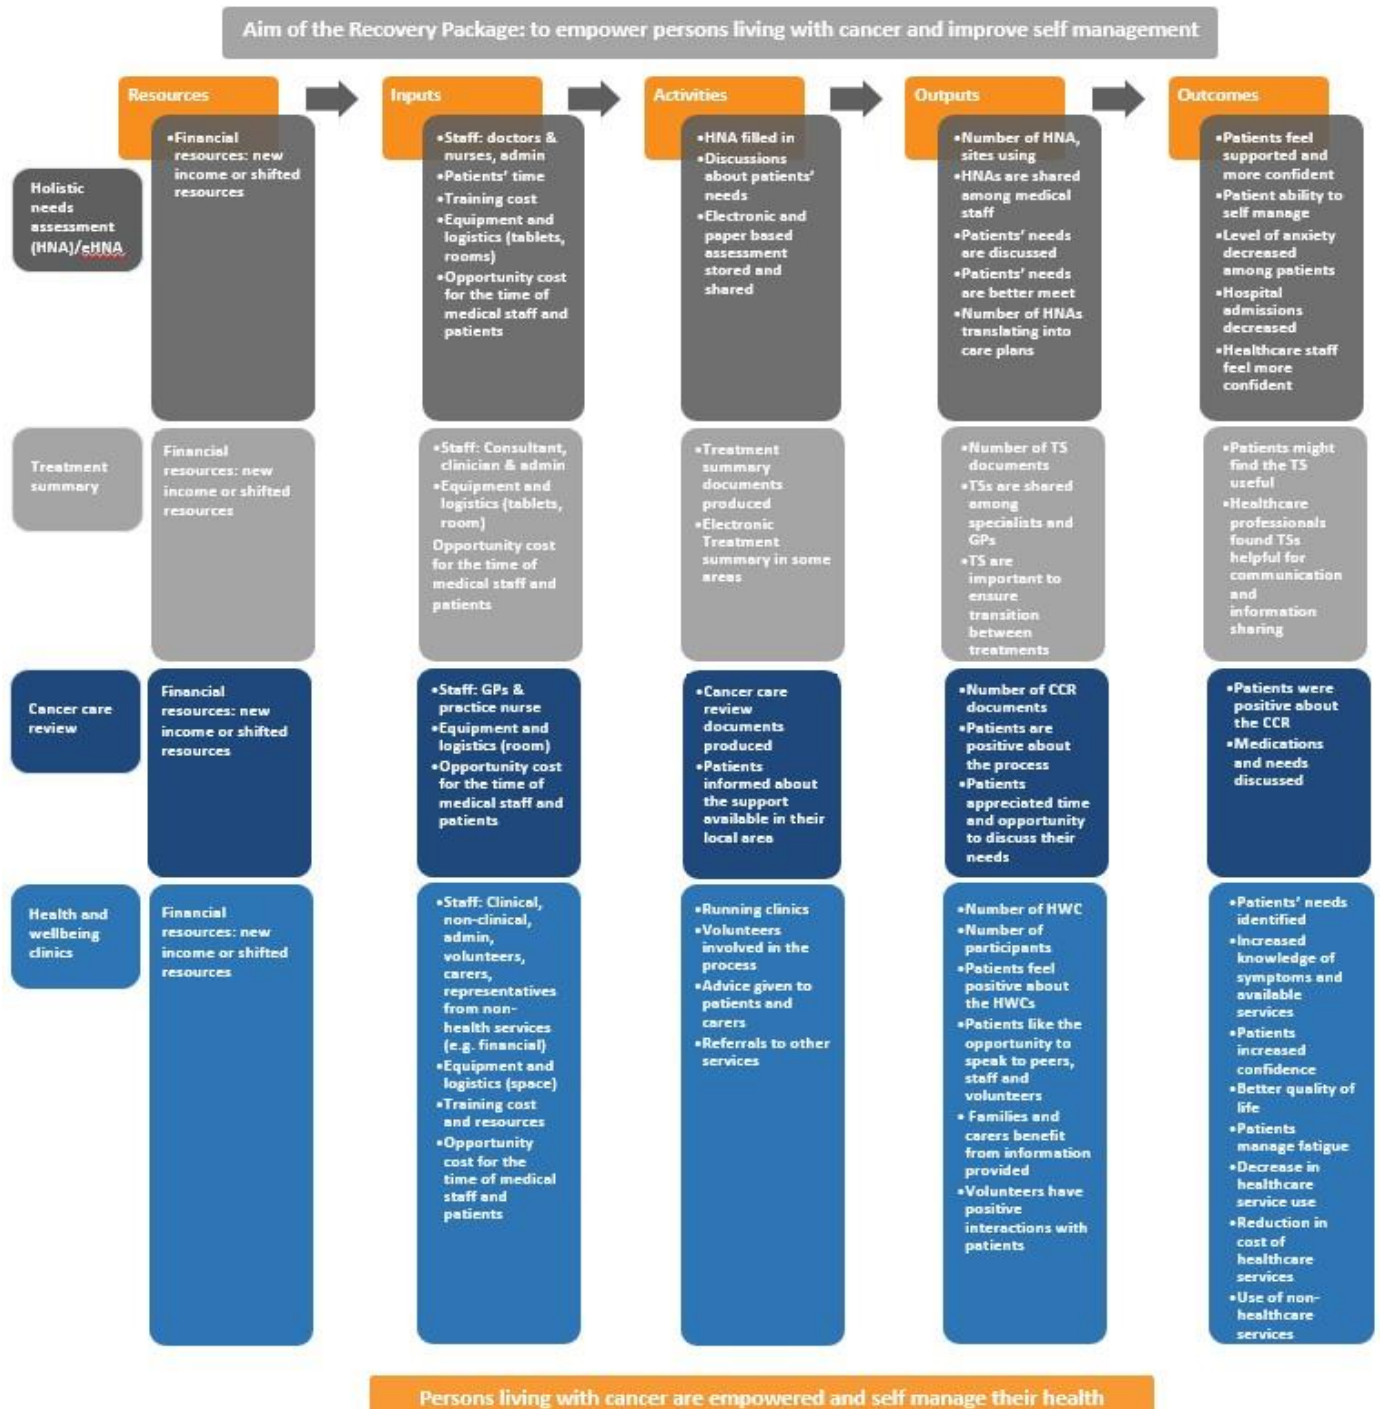 Aim of the Recovery Package: to empower persons living with cancer and improve self management
Resources
Inputs
Activities
Outputs
Outcomes
Holistic
needs
assessment
(HNA)/eHNA
•Financial
resources: new
income or shifted
resources
•Staff: doctors &
nurses, admin
•Patients' time
•Training cost
•Equipment and
logistics (tablets,
rooms)
•Opportunity cost
for the time of
medical staff and
patients
•HNA filled in
•Discussions
about patients'
needs
•Electronic and
paper based
assessment
stored and
shared
•Number of HNA,
sites using
•HNAs are shared
among medical
staff
•Patients' needs
are discussed
•Patients' needs
are better meet
•Number of HNAs
translating into
care plans
•Patients feel
supported and
more confident
•Patient ability to
self manage
•Level of anxiety
decreased
among patients
•Hospital
admissions
decreased
•Healthcare staff
feel more
confident
Treatment
summary
Financial
resources: new
income or shifted
resources
•Staff: Consultant,
clinician & admin
•Equipment and
logistics (tablets,
room)
Opportunity cost
for the time of
medical staff and
patients
•Treatment
summary
documents
produced
•Electronic
Treatment
summary in some
areas
•Number of TS
documents
•TSs are shared
among
specialists and
GPs
•TS are
important to
ensure
transition
between
treatments
•Patients might
find the TS
useful
•Healthcare
professionals
found TSs
helpful for
communication
and
information
sharing
Cancer care
review
Financial
resources: new
income or shifted
resources
•Staff: GPs &
practice nurse
•Equipment and
logistics (room)
•Opportunity cost
for the time of
medical staff and
patients
•Cancer care
review
documents
produced
•Patients
informed about
the support
available in their
local area
•Number of CCR
documents
•Patients are
positive about
the process
•Patients
appreciated time
and opportunity
to discuss their
needs
•Patients were
positive about
the CCR
•Medications
and needs
discussed
Health and
wellbeing
clinics
Financial
resources: new
income or shifted
resources
•Staff: Clinical,
non-clinical,
admin,
volunteers,
carers,
representatives
from non-
health services
(e.g. financial)
•Equipment and
logistics (space)
•Training cost
and resources
•Opportunity
cost for the
time of medical
staff and
patients
•Running clinics
•Volunteers
involved in the
process
•Advice given to
patients and
carers
•Referrals to other
services
•Number of HWC
•Number of
participants
•Patients feel
positive about
the HWCs
•Patients like the
opportunity to
speak to peers,
staff and
volunteers
• Families and
carers benefit
from information
provided
•Volunteers have
positive
interactions with
patients
•Patients' needs
identified
•Increased
knowledge of
symptoms and
available
services
•Patients
increased
confidence
•Better quality of
life
•Patients
manage fatigue
•Decrease in
healthcare
service use
•Reduction in
cost of
healthcare
services
•Use of non-
healthcare
services
Persons living with cancer are empowered and self manage their health